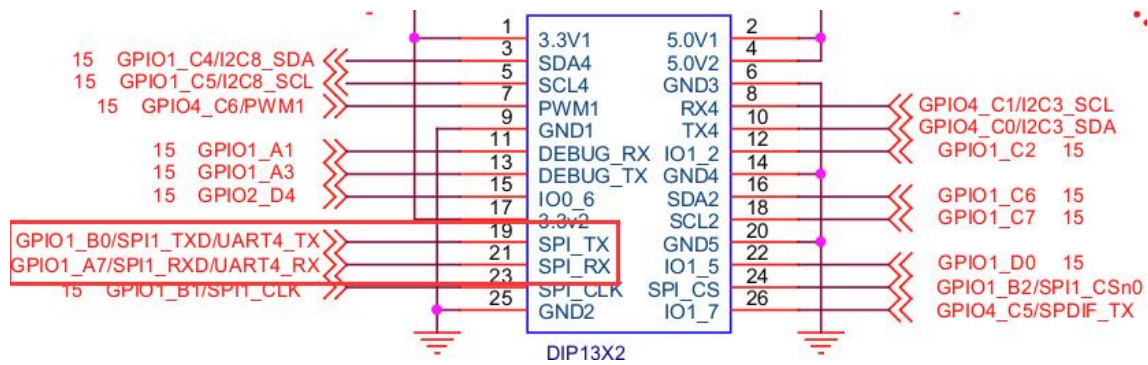 1 2
3.3V1 5.0V1
15 GPIO1_C4/I2C8_SDA 3 SDA4 5.0V2 4
15 GPIO1_C5/I2C8_SCL 5 SCL4 GND3 6
15 GPIO4_C6/PWM1 7 PWM1 RX4 8 GPIO4_C1/I2C3_SCL
9 GND1 TX4 10 GPIO4_C0/I2C3_SDA
15 GPIO1_A1 11 DEBUG_RX IO1_2 12 GPIO1_C2 15
15 GPIO1_A3 13 DEBUG_TX GND4 14
15 GPIO2_D4 15 IO0_6 SDA2 16 GPIO1_C6 15
17 3.3v2 SCL2 18 GPIO1_C7 15
GPIO1_B0/SPI1_TXD/UART4_TX 19 SPI_TX GND5 20
GPIO1_A7/SPI1_RXD/UART4_RX 21 SPI_RX IO1_5 22 GPIO1_D0 15
15 GPIO1_B1/SPI1_CLK 23 SPI_CLK SPI_CS 24 GPIO1_B2/SPI1_CSn0
25 GND2 IO1_7 26 GPIO4_C5/SPDIF_TX
DIP13X2